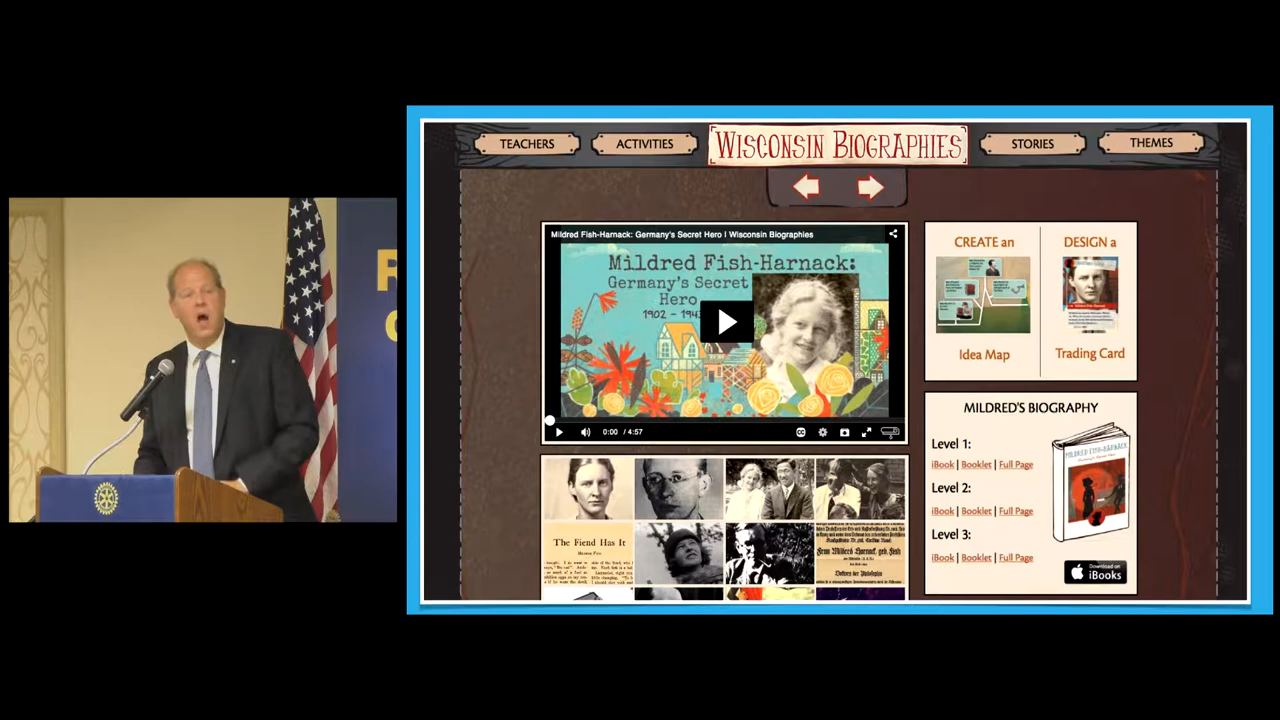 R
TEACHERS
ACTIVITIES
WISCONSIN BIOGRAPHIES
STORIES
THEMES
Mildred Fish-Harnack: Germany's Secret Hero | Wisconsin Biographies
Mildred Fish-Harnack:
Germany's Secret
Hero
0:00 / 4:57
CREATE an
Idea Map
DESIGN a
Trading Card
MILDRED'S BIOGRAPHY
Level 1:
iBook | Booklet | Full Page
Level 2:
iBook | Booklet | Full Page
Level 3:
iBook | Booklet | Full Page
MILDRED FISH-HARNACK
Download on
iBooks
The Fiend Has It